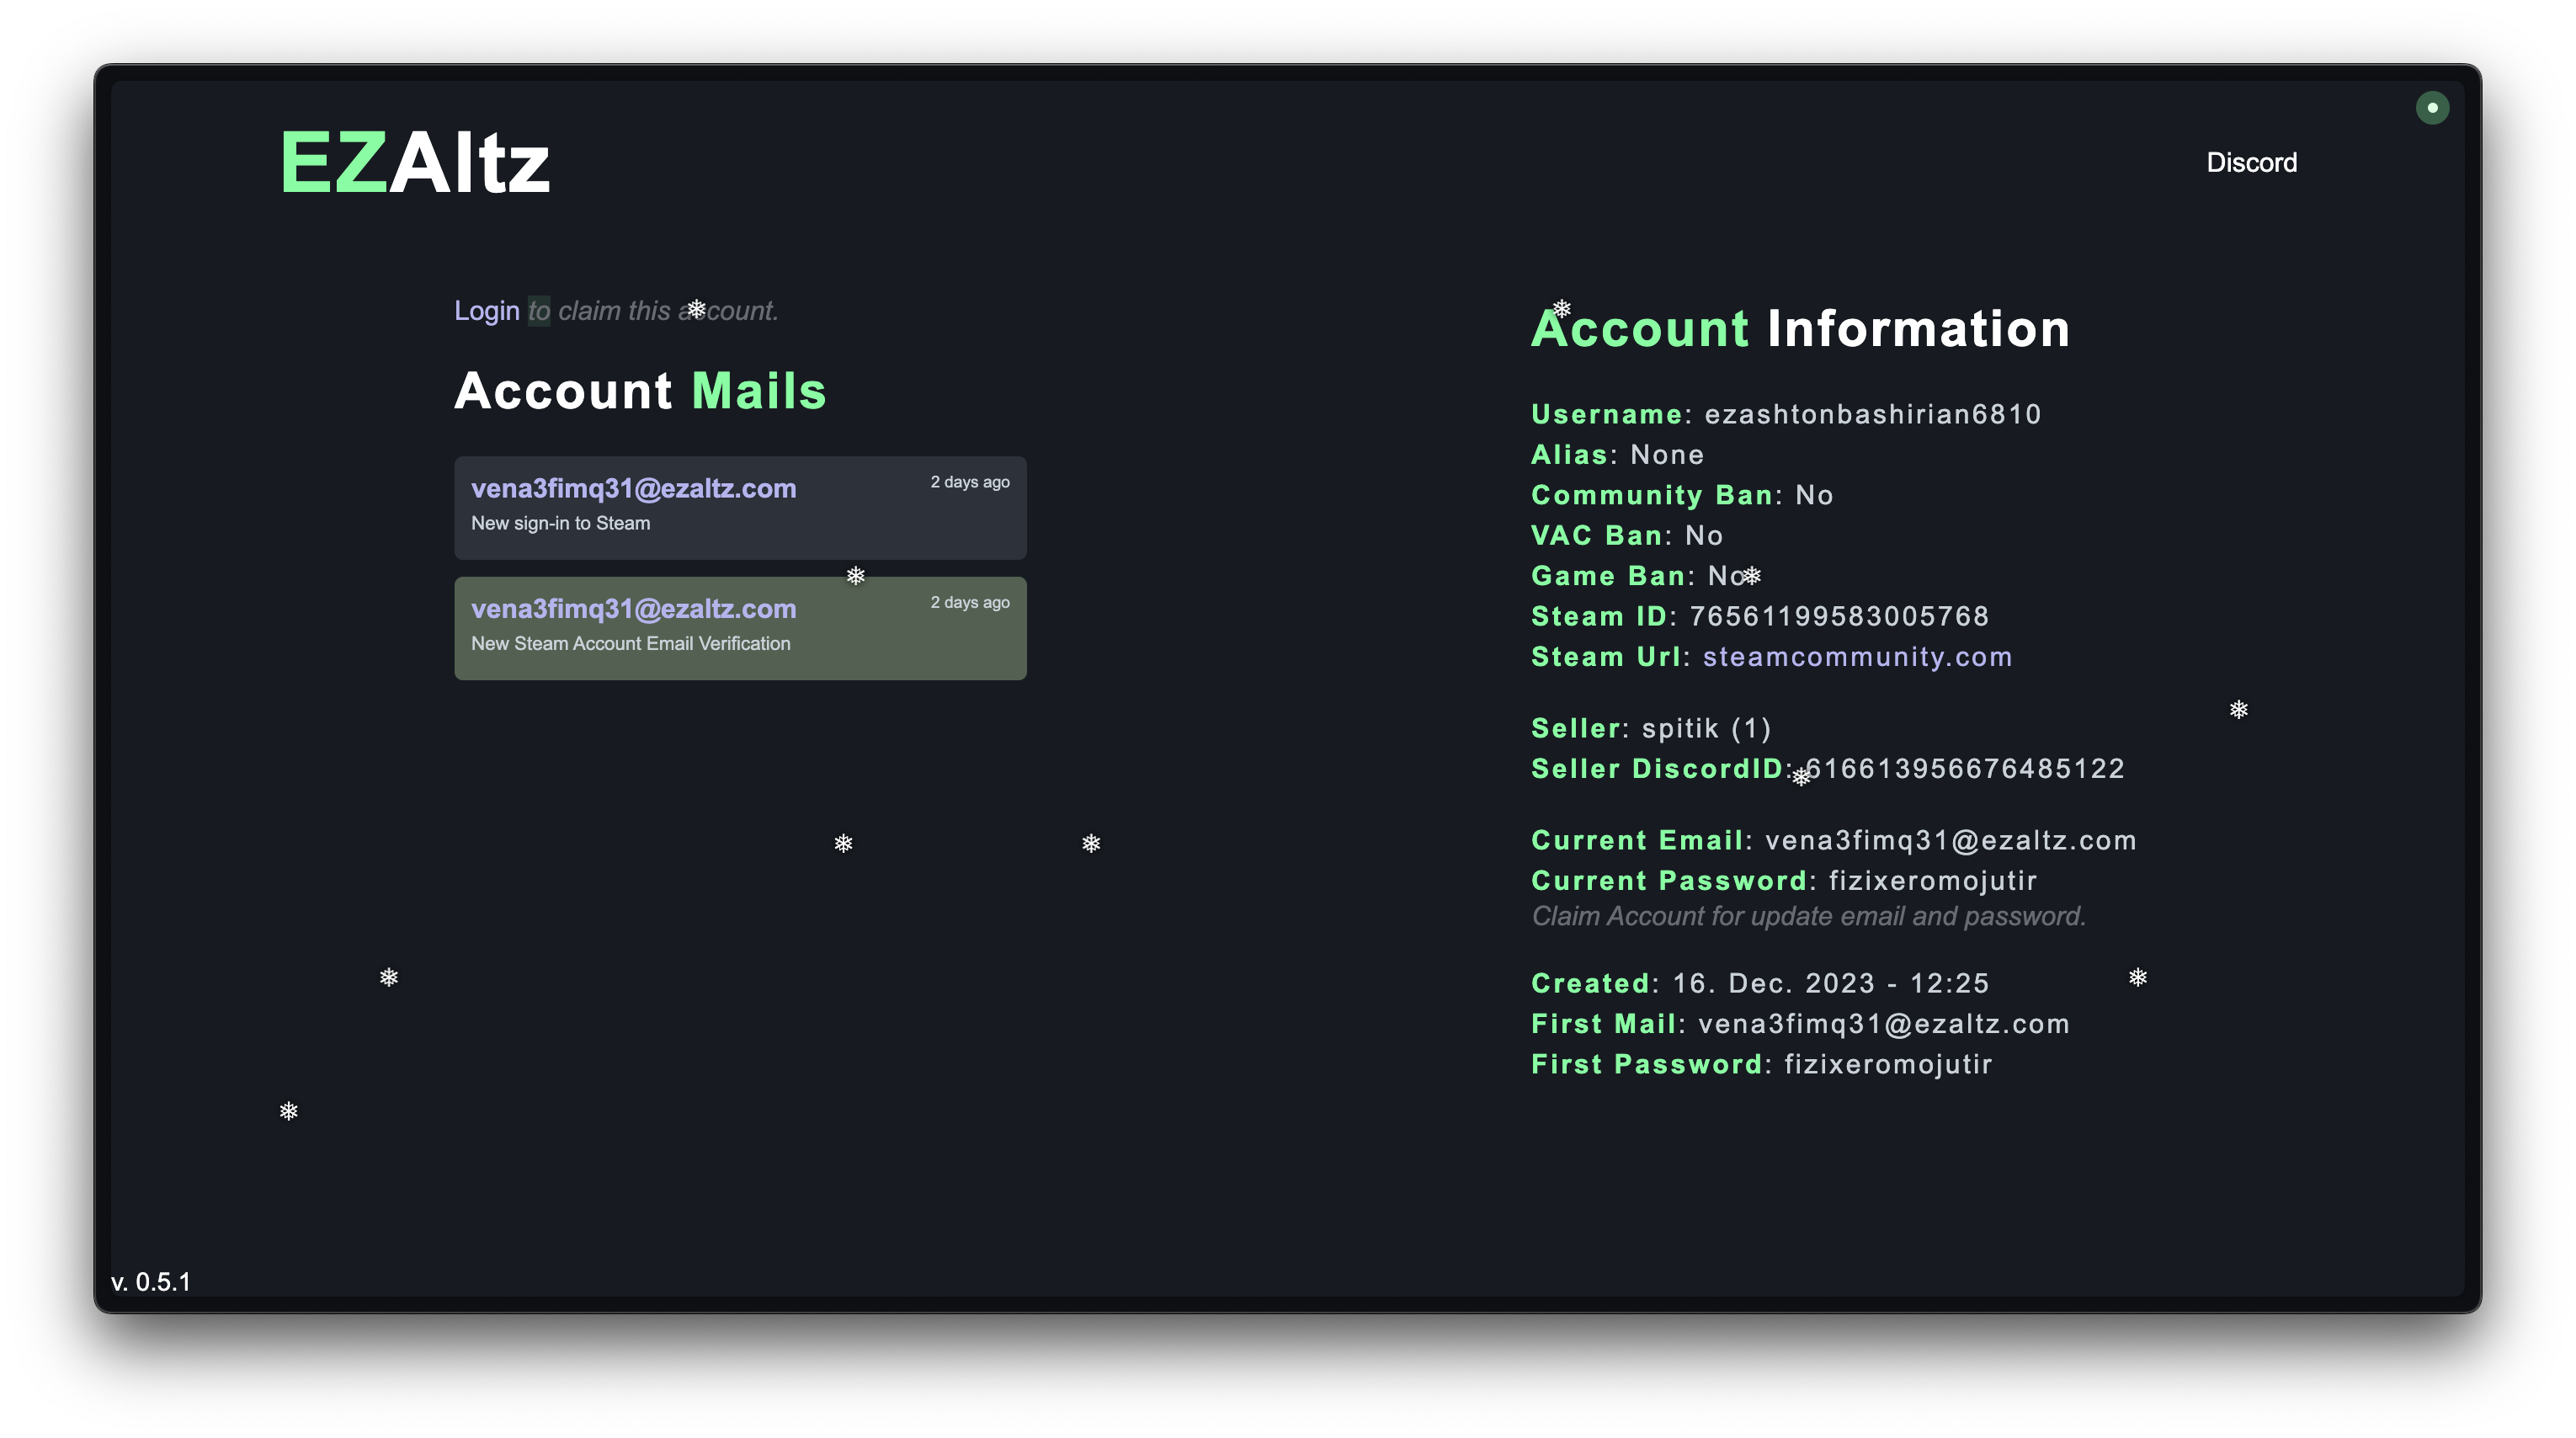 EZAltz
Discord
Login to claim this account.
Account Mails
vena3fimq31@ezaltz.com
2 days ago
New sign-in to Steam
vena3fimq31@ezaltz.com
2 days ago
New Steam Account Email Verification
Account Information
Username: ezashtonbashirian6810
Alias: None
Community Ban: No
VAC Ban: No
Game Ban: No
Steam ID: 76561199583005768
Steam Url: steamcommunity.com
Seller: spitik (1)
Seller DiscordID: 616613956676485122
Current Email: vena3fimq31@ezaltz.com
Current Password: fizixeromojutir
Claim Account for update email and password.
Created: 16. Dec. 2023 - 12:25
First Mail: vena3fimq31@ezaltz.com
First Password: fizixeromojutir
v. 0.5.1